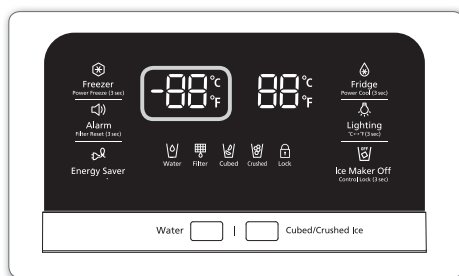 Freezer
Power Freeze (3 sec)
Alarm
Filter Reset (3 sec)
Energy Saver
-88 °C °F
88 °C °F
Water Filter Cubed Crushed Lock
Fridge
Power Cool (3 sec)
Lighting
°C↔°F (3 sec)
OFF
Ice Maker Off
Control Lock (3 sec)
Water | Cubed/Crushed Ice